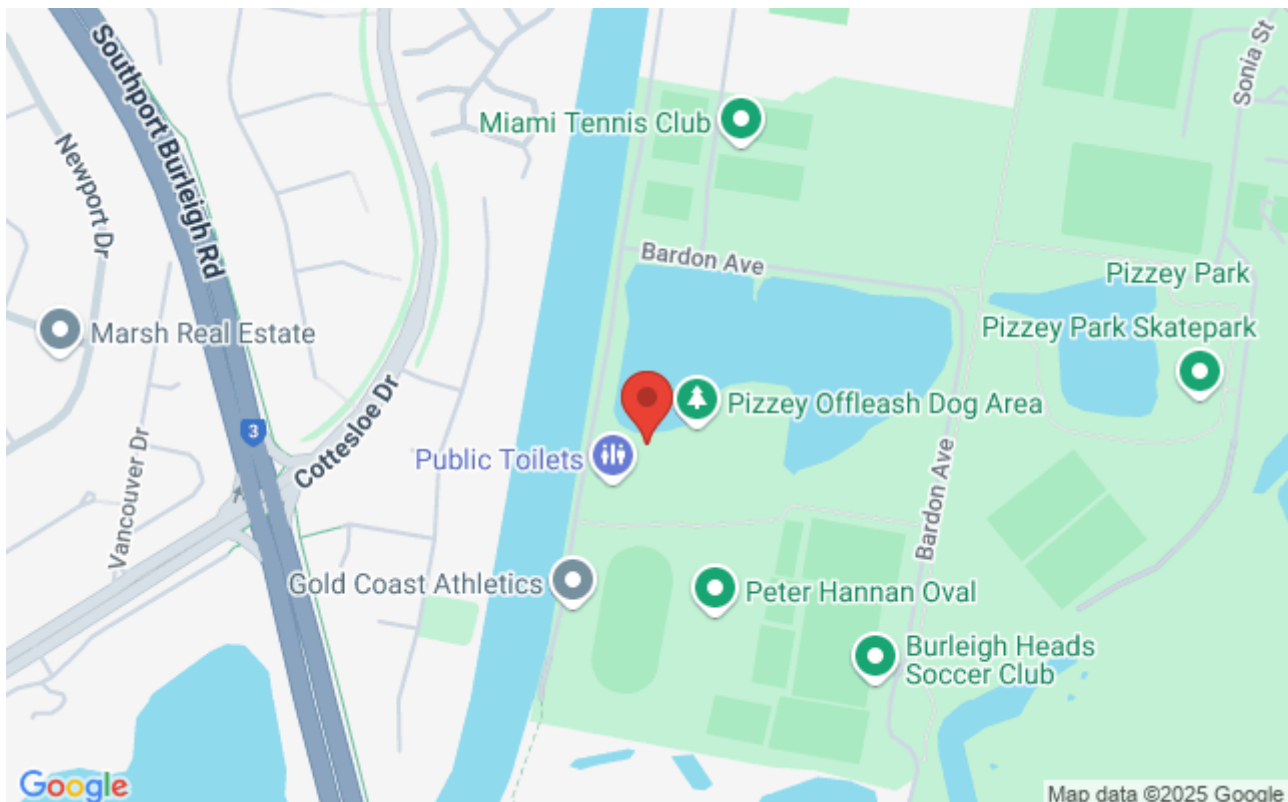 Southport Burleigh Rd
Sonia St
Miami Tennis Club
Newport Dr
Bardon Ave
Pizzey Park
Marsh Real Estate
Pizzey Park Skatepark
Cottesloe Dr
Pizzey Offleash Dog Area
3
Vancouver Dr
Public Toilets
Bardon Ave
Gold Coast Athletics
Peter Hannan Oval
Burleigh Heads
Soccer Club
Google
Map data ©2025 Google